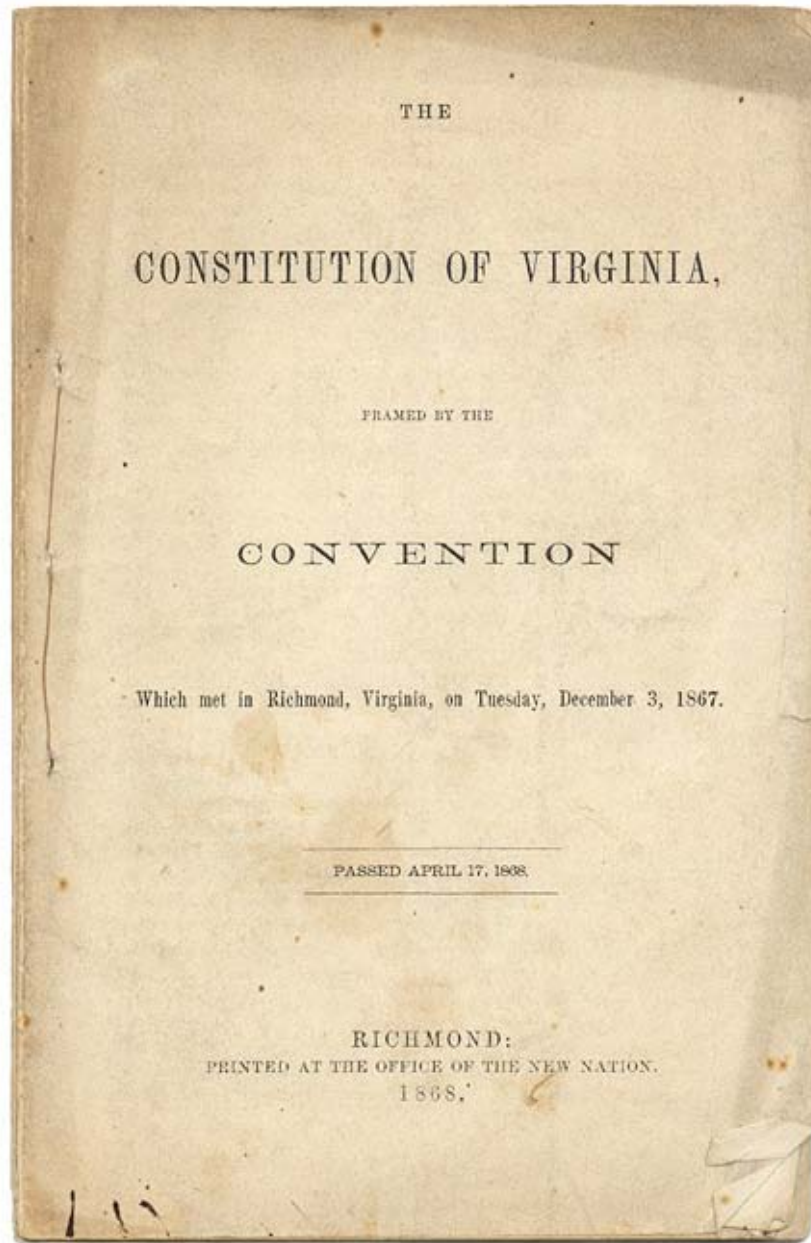 THE
CONSTITUTION OF VIRGINIA,
FRAMED BY THE
CONVENTION
Which met in Richmond, Virginia, on Tuesday, December 3, 1867.
PASSED APRIL 17, 1868.
RICHMOND:
PRINTED AT THE OFFICE OF THE NEW NATION.
1868.